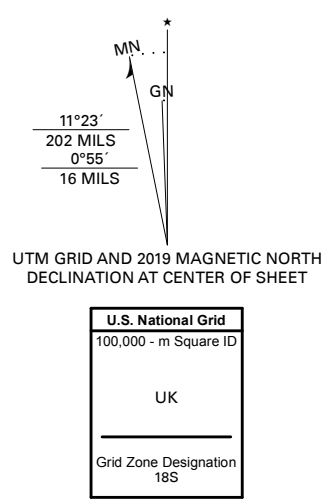 ★
MN
GN
11°23´
202 MILS
0°55´
16 MILS
UTM GRID AND 2019 MAGNETIC NORTH
DECLINATION AT CENTER OF SHEET
U.S. National Grid
100,000 - m Square ID
UK
Grid Zone Designation
18S